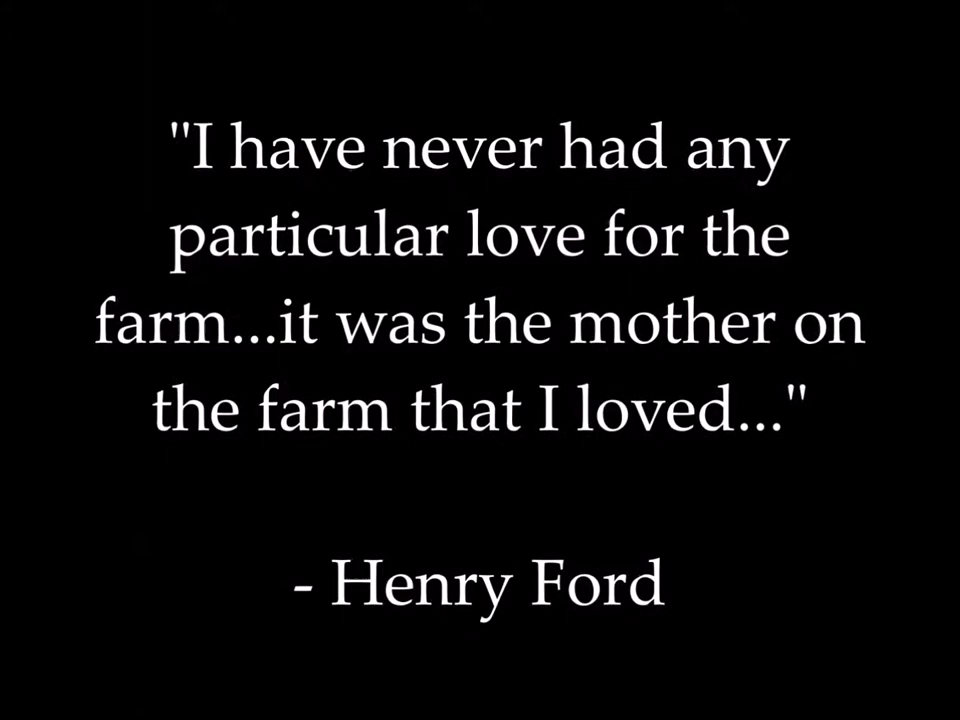 "I have never had any
particular love for the
farm...it was the mother on
the farm that I loved..."
- Henry Ford